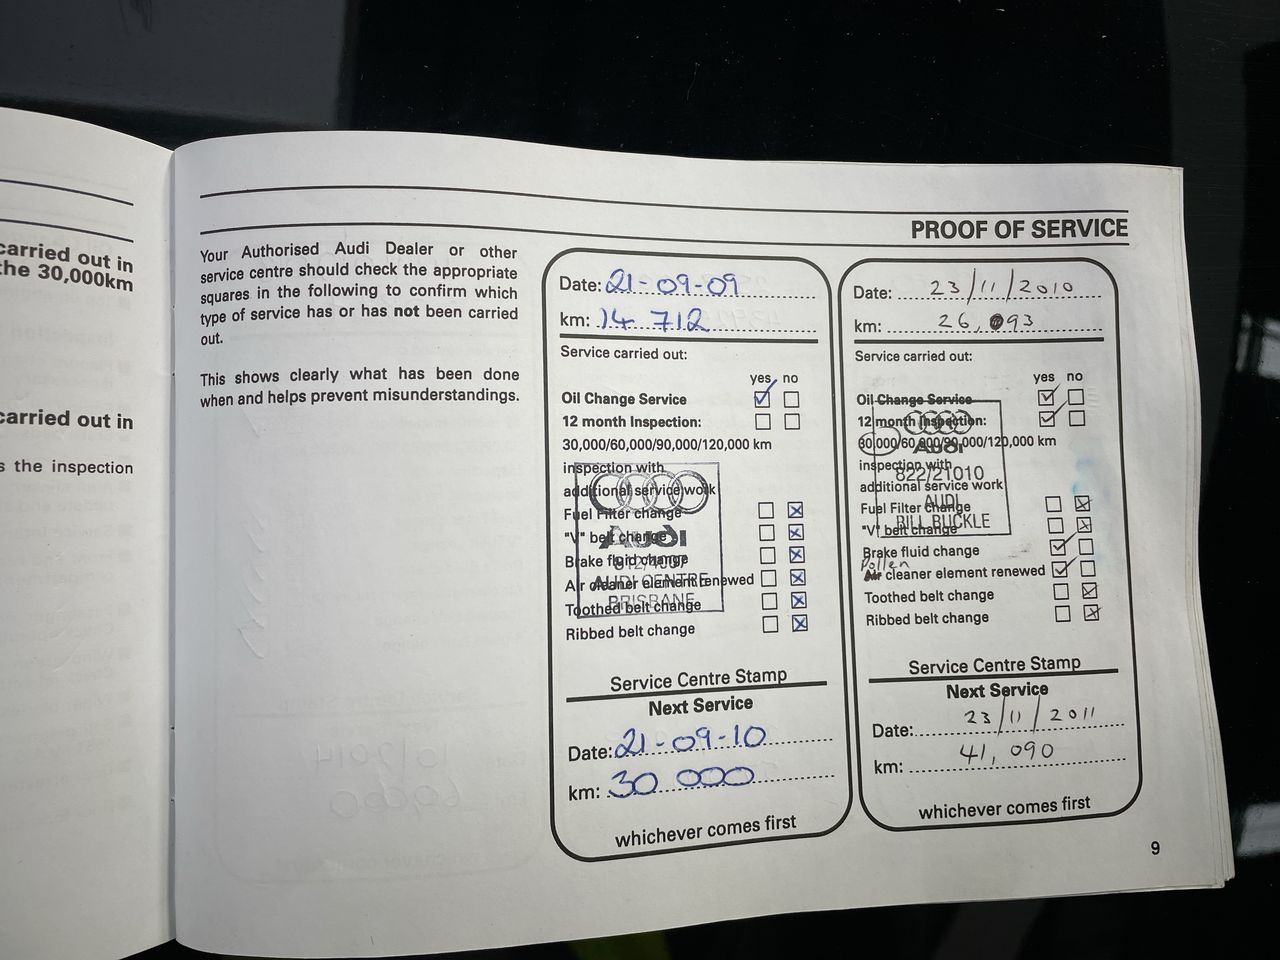 carried out in
the 30,000km
carried out in
s the inspection
PROOF OF SERVICE
Your Authorised Audi Dealer or other
service centre should check the appropriate
squares in the following to confirm which
type of service has or has not been carried
out.
This shows clearly what has been done
when and helps prevent misunderstandings.
Date: 21-09-09
km: 14 712
Service carried out:
yes no
Oil Change Service
12 month Inspection:
30,000/60,000/90,000/120,000 km
inspection with
additional service work
Fuel Filter change
"V" belt change
Audi
Brake fluid change
Air cleaner element renewed
AUDI CENTRE
Toothed belt change
BRISBANE
Ribbed belt change
Service Centre Stamp
Next Service
Date: 21-09-10
km: 30 000
whichever comes first
Date: 23/11/2010
km: 26,093
Service carried out:
yes no
Oil Change Service
12 month Inspection:
Audi
30,000/60,000/90,000/120,000 km
inspection with
822/21010
additional service work
AUDI
Fuel Filter change
BILL BUCKLE
"V" belt change
Brake fluid change
Pollen
Air cleaner element renewed
Toothed belt change
Ribbed belt change
Service Centre Stamp
Next Service
Date: 23/11/2011
km: 41,090
whichever comes first
9